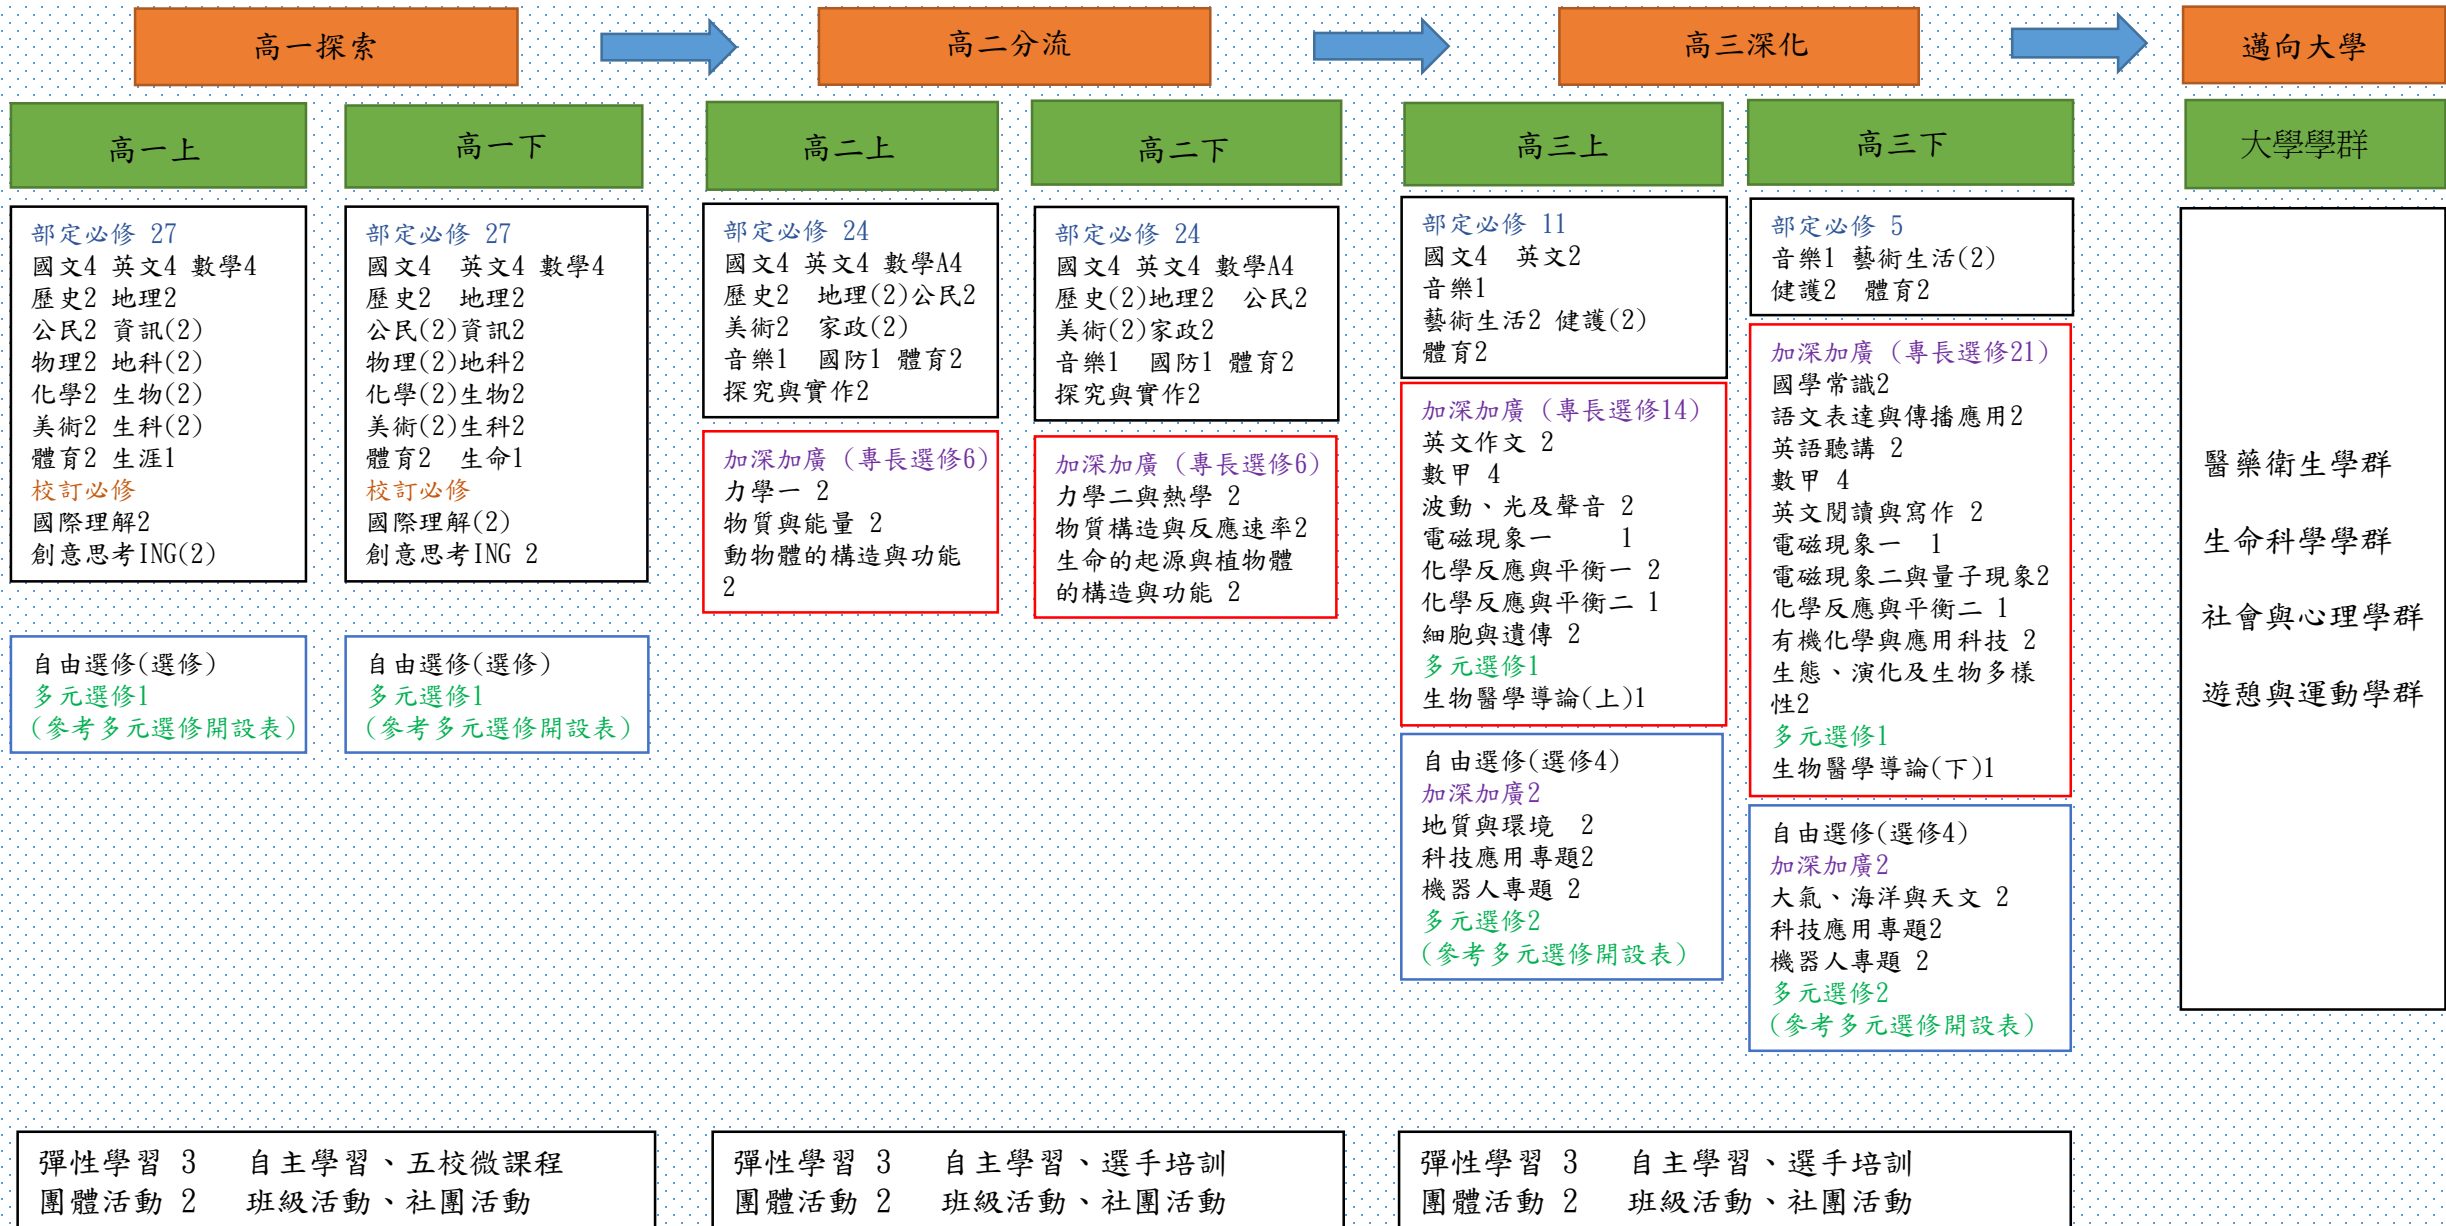 高一探索
高二分流
高三深化
邁向大學
高一上
高一下
高二上
高二下
高三上
高三下
大學學群
部定必修 27
國文4 英文4 數學4
歷史2 地理2
公民2 資訊(2)
物理2 地科(2)
化學2 生物(2)
美術2 生科(2)
體育2 生涯1
校訂必修
國際理解2
創意思考ING(2)
自由選修(選修)
多元選修1
(參考多元選修開設表)
部定必修 27
國文4 英文4 數學4
歷史2 地理2
公民(2)資訊2
物理(2)地科2
化學(2)生物2
美術(2)生科2
體育2 生命1
校訂必修
國際理解(2)
創意思考ING 2
自由選修(選修)
多元選修1
(參考多元選修開設表)
部定必修 24
國文4 英文4 數學A4
歷史2 地理(2)公民2
美術2 家政(2)
音樂1 國防1 體育2
探究與實作2
加深加廣 (專長選修6)
力學一 2
物質與能量 2
動物體的構造與功能
2
部定必修 24
國文4 英文4 數學A4
歷史(2)地理2 公民2
美術(2)家政2
音樂1 國防1 體育2
探究與實作2
加深加廣 (專長選修6)
力學二與熱學 2
物質構造與反應速率2
生命的起源與植物體
的構造與功能 2
部定必修 11
國文4 英文2
音樂1
藝術生活2 健護(2)
體育2
加深加廣 (專長選修14)
英文作文 2
數甲 4
波動、光及聲音 2
電磁現象一 1
化學反應與平衡一 2
化學反應與平衡二 1
細胞與遺傳 2
多元選修1
生物醫學導論(上)1
自由選修(選修4)
加深加廣2
地質與環境 2
科技應用專題2
機器人專題 2
多元選修2
(參考多元選修開設表)
部定必修 5
音樂1 藝術生活(2)
健護2 體育2
加深加廣 (專長選修21)
國學常識2
語文表達與傳播應用2
英語聽講 2
數甲 4
英文閱讀與寫作 2
電磁現象一 1
電磁現象二與量子現象2
化學反應與平衡二 1
有機化學與應用科技 2
生態、演化及生物多樣
性2
多元選修1
生物醫學導論(下)1
自由選修(選修4)
加深加廣2
大氣、海洋與天文 2
科技應用專題2
機器人專題 2
多元選修2
(參考多元選修開設表)
醫藥衛生學群
生命科學學群
社會與心理學群
遊憩與運動學群
彈性學習 3 自主學習、五校微課程
團體活動 2 班級活動、社團活動
彈性學習 3 自主學習、選手培訓
團體活動 2 班級活動、社團活動
彈性學習 3 自主學習、選手培訓
團體活動 2 班級活動、社團活動